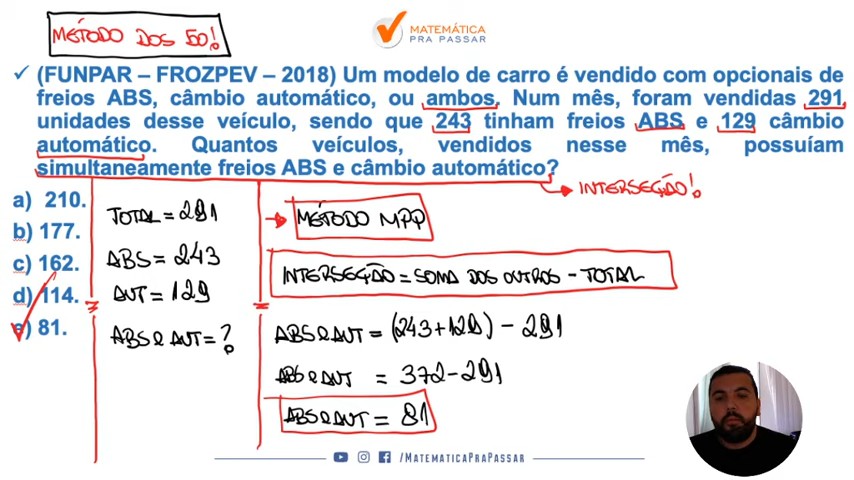 MÉTODO DOS 50!
MATEMÁTICA
PRA PASSAR
✓ (FUNPAR – FROZPEV – 2018) Um modelo de carro é vendido com opcionais de
freios ABS, câmbio automático, ou ambos. Num mês, foram vendidas 291
unidades desse veículo, sendo que 243 tinham freios ABS e 129 câmbio
automático. Quantos veículos, vendidos nesse mês, possuíam
simultaneamente freios ABS e câmbio automático?
INTERSEÇÃO!
a) 210.
b) 177.
c) 162.
d) 114.
e) 81.
TOTAL = 291
ABS = 243
AUT = 129
ABS e AUT = ?
MÉTODO MPP
INTERSEÇÃO = SOMA DOS OUTROS - TOTAL
ABS e AUT = (243+129) - 291
ABS e AUT = 372 - 291
ABS e AUT = 81
/MATEMATICAPRAPASSAR